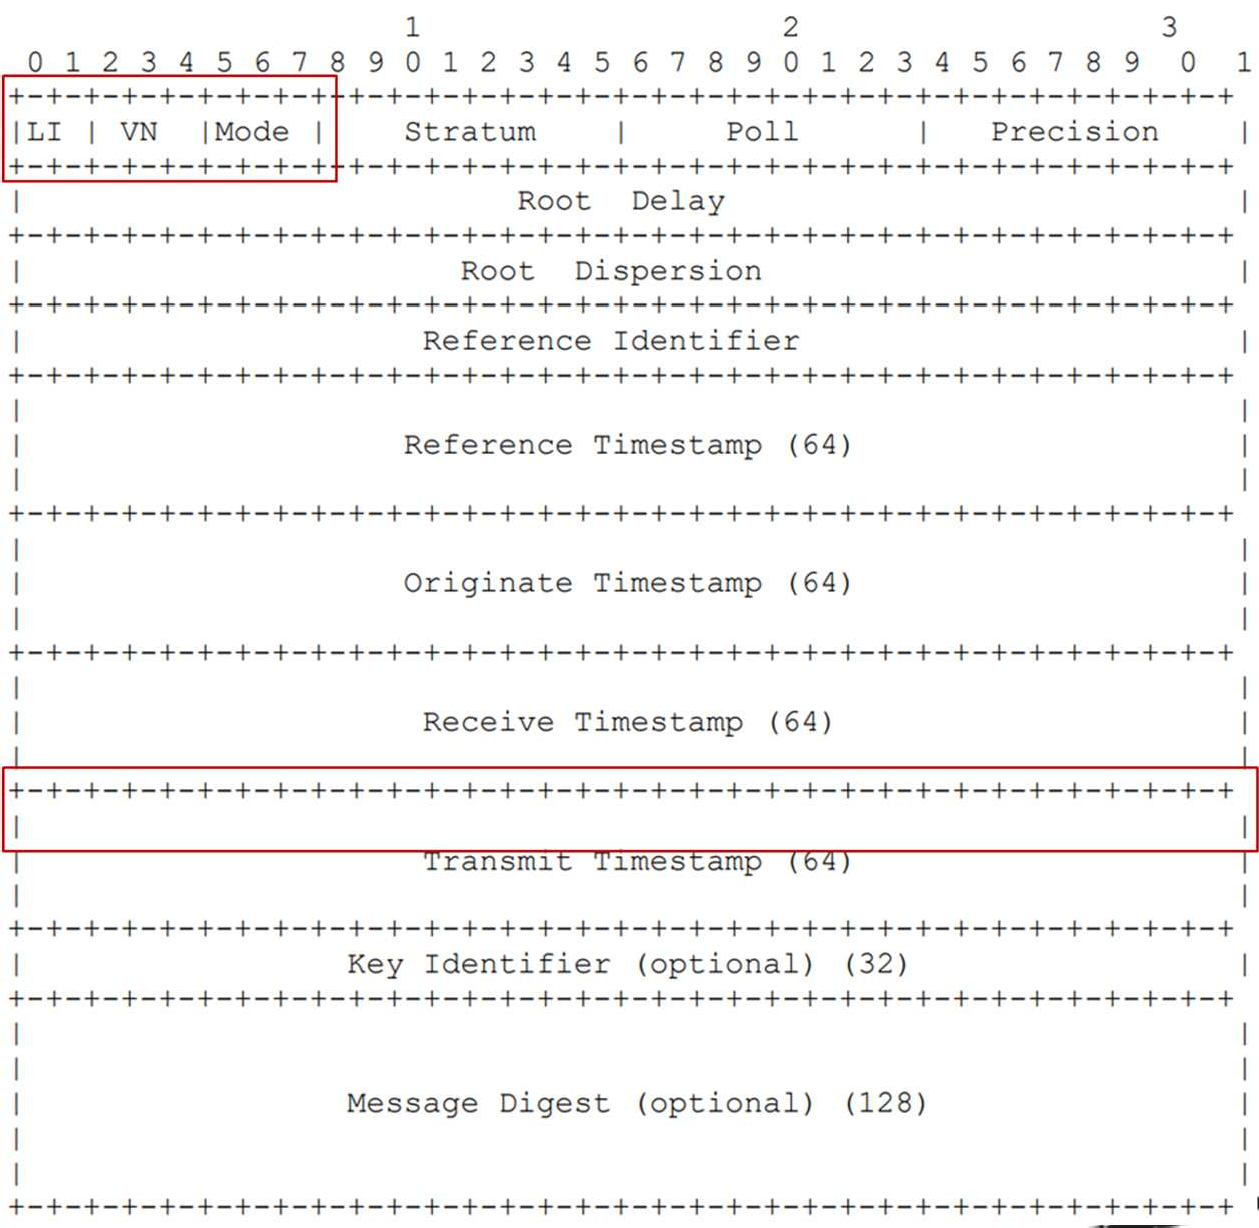 1                   2                   3
 0 1 2 3 4 5 6 7 8 9 0 1 2 3 4 5 6 7 8 9 0 1 2 3 4 5 6 7 8 9 0 1
+-+-+-+-+-+-+-+-+-+-+-+-+-+-+-+-+-+-+-+-+-+-+-+-+-+-+-+-+-+-+-+-+
|LI | VN  |Mode |    Stratum    |     Poll      |   Precision    |
+-+-+-+-+-+-+-+-+-+-+-+-+-+-+-+-+-+-+-+-+-+-+-+-+-+-+-+-+-+-+-+-+
|                          Root  Delay                           |
+-+-+-+-+-+-+-+-+-+-+-+-+-+-+-+-+-+-+-+-+-+-+-+-+-+-+-+-+-+-+-+-+
|                       Root  Dispersion                         |
+-+-+-+-+-+-+-+-+-+-+-+-+-+-+-+-+-+-+-+-+-+-+-+-+-+-+-+-+-+-+-+-+
|                     Reference Identifier                       |
+-+-+-+-+-+-+-+-+-+-+-+-+-+-+-+-+-+-+-+-+-+-+-+-+-+-+-+-+-+-+-+-+
|                                                                |
|                    Reference Timestamp (64)                    |
|                                                                |
+-+-+-+-+-+-+-+-+-+-+-+-+-+-+-+-+-+-+-+-+-+-+-+-+-+-+-+-+-+-+-+-+
|                                                                |
|                    Originate Timestamp (64)                    |
|                                                                |
+-+-+-+-+-+-+-+-+-+-+-+-+-+-+-+-+-+-+-+-+-+-+-+-+-+-+-+-+-+-+-+-+
|                                                                |
|                     Receive Timestamp (64)                     |
|                                                                |
+-+-+-+-+-+-+-+-+-+-+-+-+-+-+-+-+-+-+-+-+-+-+-+-+-+-+-+-+-+-+-+-+
|                                                                |
|                     Transmit Timestamp (64)                    |
|                                                                |
+-+-+-+-+-+-+-+-+-+-+-+-+-+-+-+-+-+-+-+-+-+-+-+-+-+-+-+-+-+-+-+-+
|                 Key Identifier (optional) (32)                 |
+-+-+-+-+-+-+-+-+-+-+-+-+-+-+-+-+-+-+-+-+-+-+-+-+-+-+-+-+-+-+-+-+
|                                                                |
|                                                                |
|                 Message Digest (optional) (128)                |
|                                                                |
|                                                                |
+-+-+-+-+-+-+-+-+-+-+-+-+-+-+-+-+-+-+-+-+-+-+-+-+-+-+-+-+-+-+-+-+